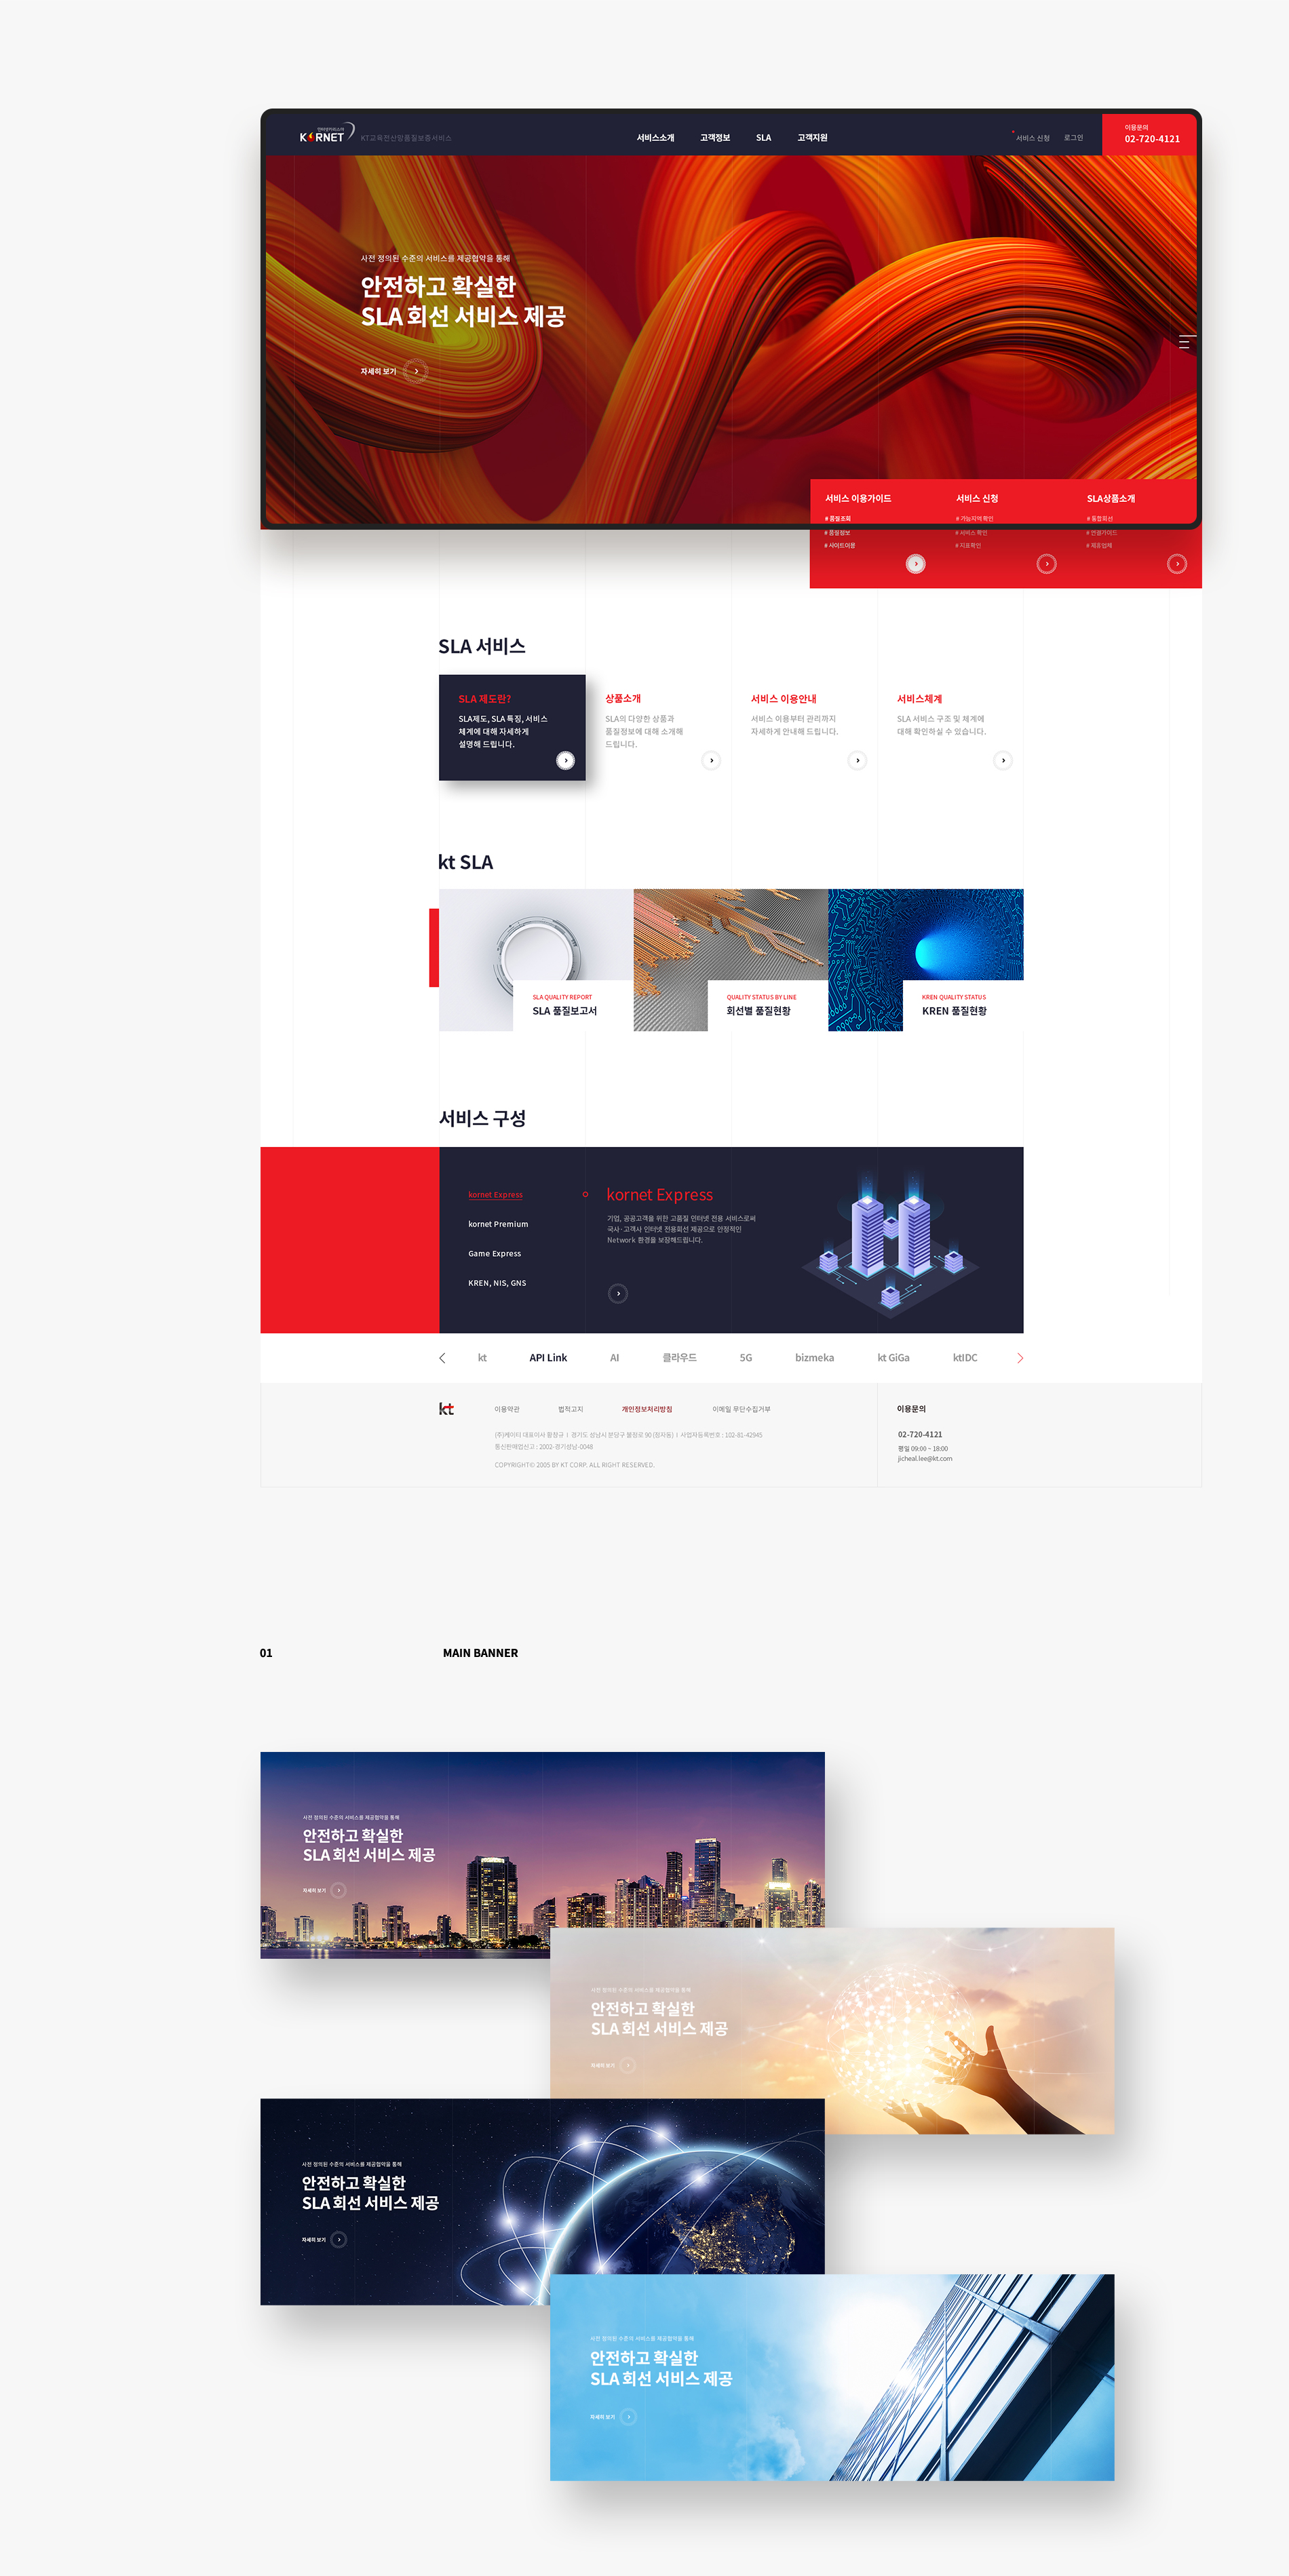 KORNET
KT교육전산망품질보증서비스
서비스소개
고객정보
SLA
고객지원
서비스 신청
로그인
이용문의
02-720-4121
사전 정의된 수준의 서비스를 제공협약을 통해
안전하고 확실한
SLA 회선 서비스 제공
자세히 보기
서비스 이용가이드
# 품질조회
# 품질정보
# 사이트이용
서비스 신청
# 가능지역 확인
# 서비스 확인
# 지표확인
SLA상품소개
# 통합회선
# 연결가이드
# 제휴업체
SLA 서비스
SLA 제도란?
SLA제도, SLA 특징, 서비스
체계에 대해 자세하게
설명해 드립니다.
상품소개
SLA의 다양한 상품과
품질정보에 대해 소개해
드립니다.
서비스 이용안내
서비스 이용부터 관리까지
자세하게 안내해 드립니다.
서비스체계
SLA 서비스 구조 및 체계에
대해 확인하실 수 있습니다.
kt SLA
SLA QUALITY REPORT
SLA 품질보고서
QUALITY STATUS BY LINE
회선별 품질현황
KREN QUALITY STATUS
KREN 품질현황
서비스 구성
kornet Express
kornet Premium
Game Express
KREN, NIS, GNS
kornet Express
기업, 공공고객을 위한 고품질 인터넷 전용 서비스로써
국사·고객사 인터넷 전용회선 제공으로 안정적인
Network 환경을 보장해드립니다.
kt
API Link
AI
클라우드
5G
bizmeka
kt GiGa
ktIDC
kt
이용약관
법적고지
개인정보처리방침
이메일 무단수집거부
(주)케이티 대표이사 황창규 | 경기도 성남시 분당구 불정로 90 (정자동) | 사업자등록번호 : 102-81-42945
통신판매업신고 : 2002-경기성남-0048
COPYRIGHT© 2005 BY KT CORP. ALL RIGHT RESERVED.
이용문의
02-720-4121
평일 09:00 ~ 18:00
jicheal.lee@kt.com
01
MAIN BANNER
사전 정의된 수준의 서비스를 제공협약을 통해
안전하고 확실한
SLA 회선 서비스 제공
자세히 보기
사전 정의된 수준의 서비스를 제공협약을 통해
안전하고 확실한
SLA 회선 서비스 제공
자세히 보기
사전 정의된 수준의 서비스를 제공협약을 통해
안전하고 확실한
SLA 회선 서비스 제공
자세히 보기
사전 정의된 수준의 서비스를 제공협약을 통해
안전하고 확실한
SLA 회선 서비스 제공
자세히 보기